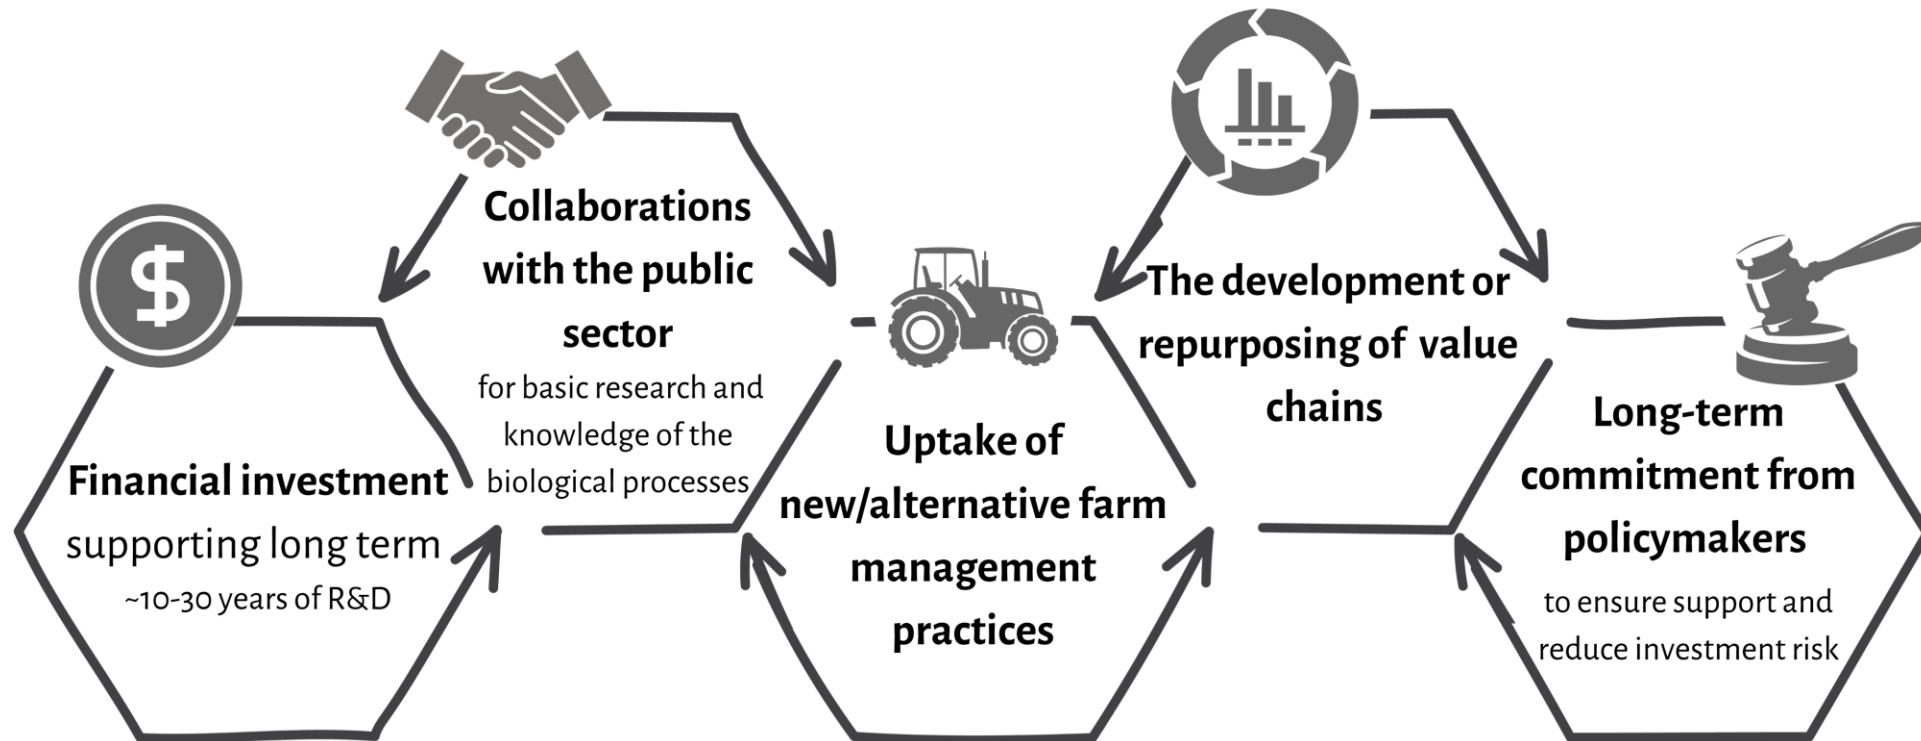 Financial investment
supporting long term
~10-30 years of R&D
Collaborations
with the public
sector
for basic research and
knowledge of the
biological processes
Uptake of
new/alternative farm
management
practices
The development or
repurposing of value
chains
Long-term
commitment from
policymakers
to ensure support and
reduce investment risk